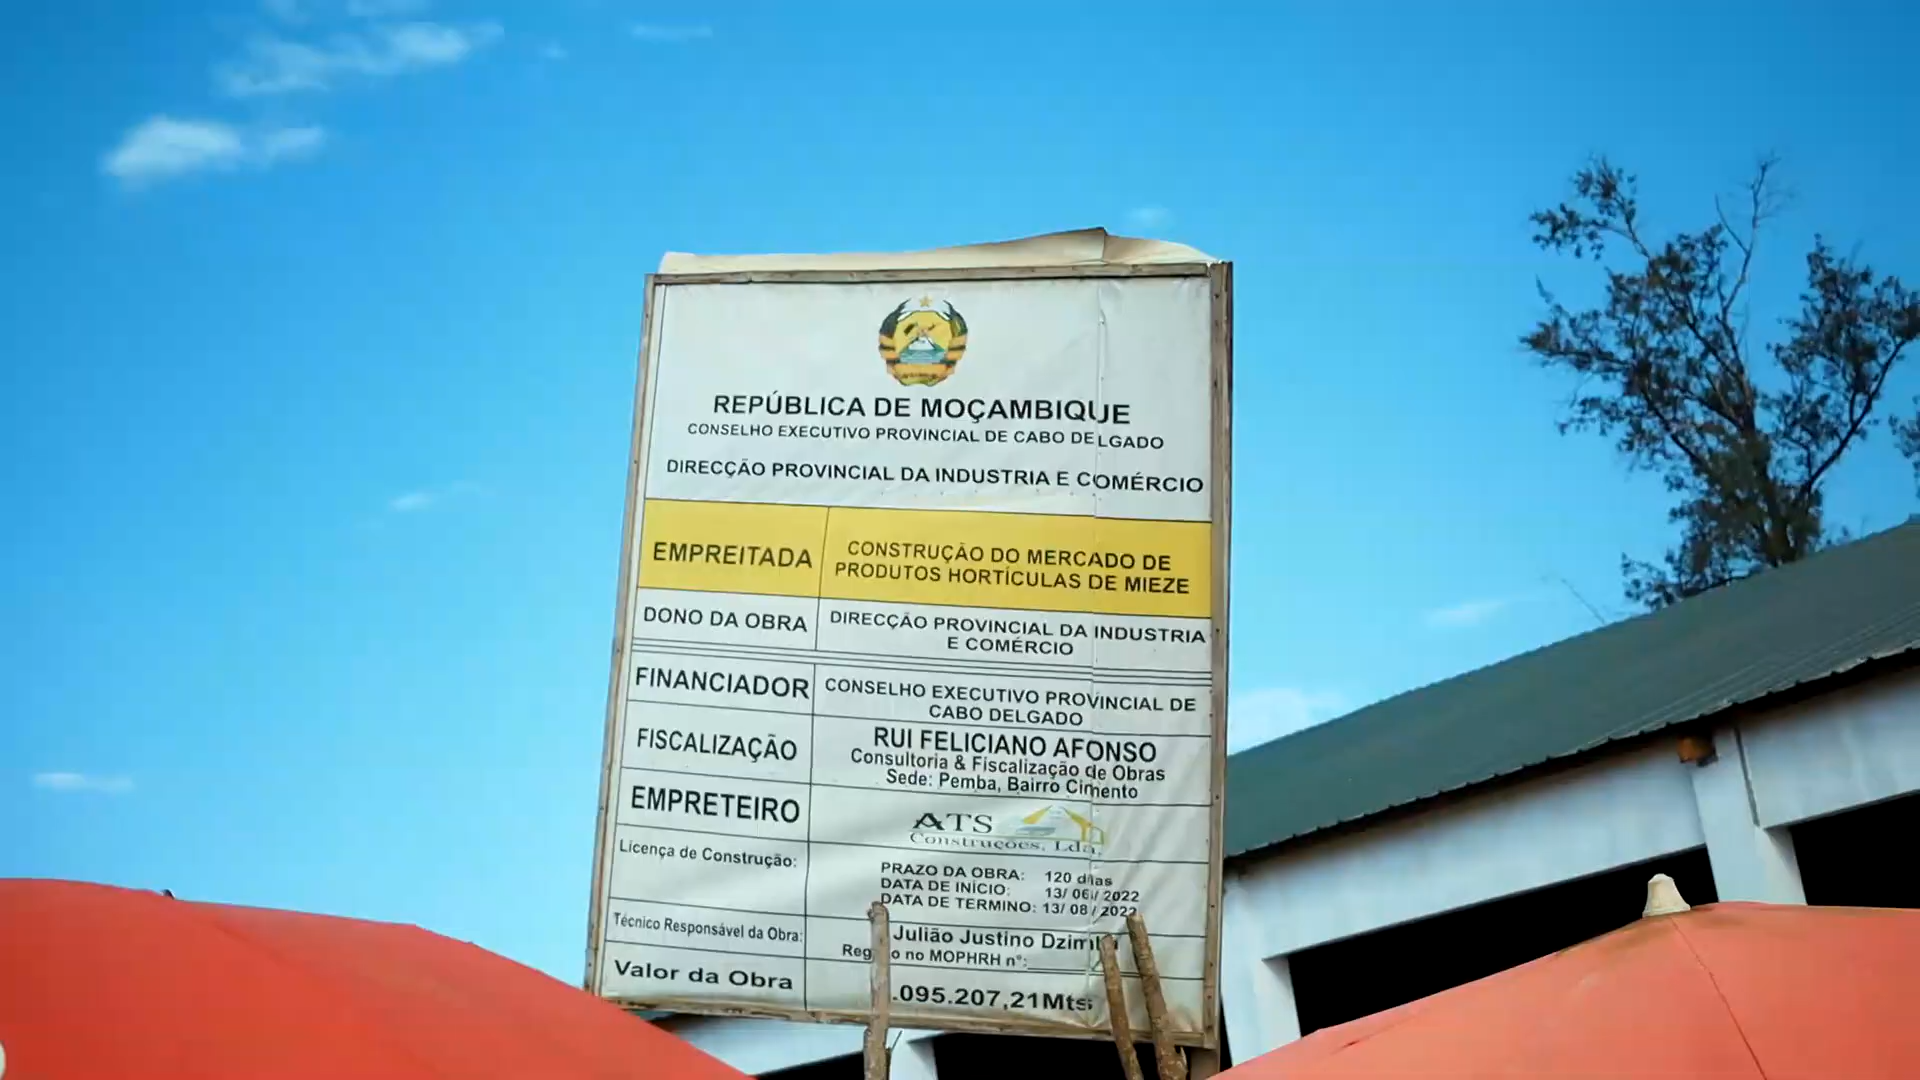 REPÚBLICA DE MOÇAMBIQUE
CONSELHO EXECUTIVO PROVINCIAL DE CABO DELGADO
DIRECÇÃO PROVINCIAL DA INDUSTRIA E COMÉRCIO
EMPREITADA
CONSTRUÇÃO DO MERCADO DE
PRODUTOS HORTÍCULAS DE MIEZE
DONO DA OBRA
DIRECÇÃO PROVINCIAL DA INDUSTRIA
E COMÉRCIO
FINANCIADOR
CONSELHO EXECUTIVO PROVINCIAL DE
CABO DELGADO
FISCALIZAÇÃO
RUI FELICIANO AFONSO
Consultoria & Fiscalização de Obras
Sede: Pemba, Bairro Cimento
EMPRETEIRO
ATS
Construções, Lda.
Licença de Construção:
PRAZO DA OBRA: 120 dias
DATA DE INÍCIO: 13/ 06/ 2022
DATA DE TERMINO: 13/ 08 / 2022
Técnico Responsável da Obra:
Julião Justino
no MOPHRH n°:
Valor da Obra
.095.207,21Mts